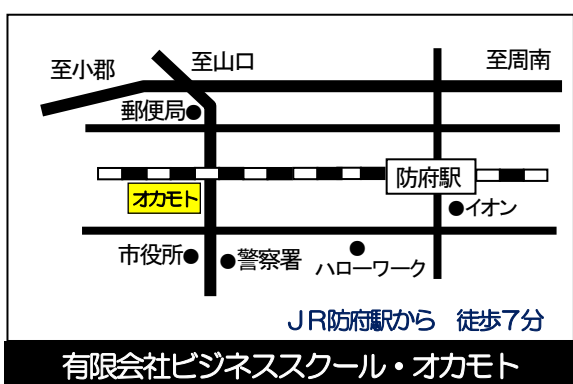 至小郡
至山口
至周南
郵便局
防府駅
オカモト
イオン
市役所
警察署
ハローワーク
JR防府駅から 徒歩7分
有限会社ビジネススクール・オカモト